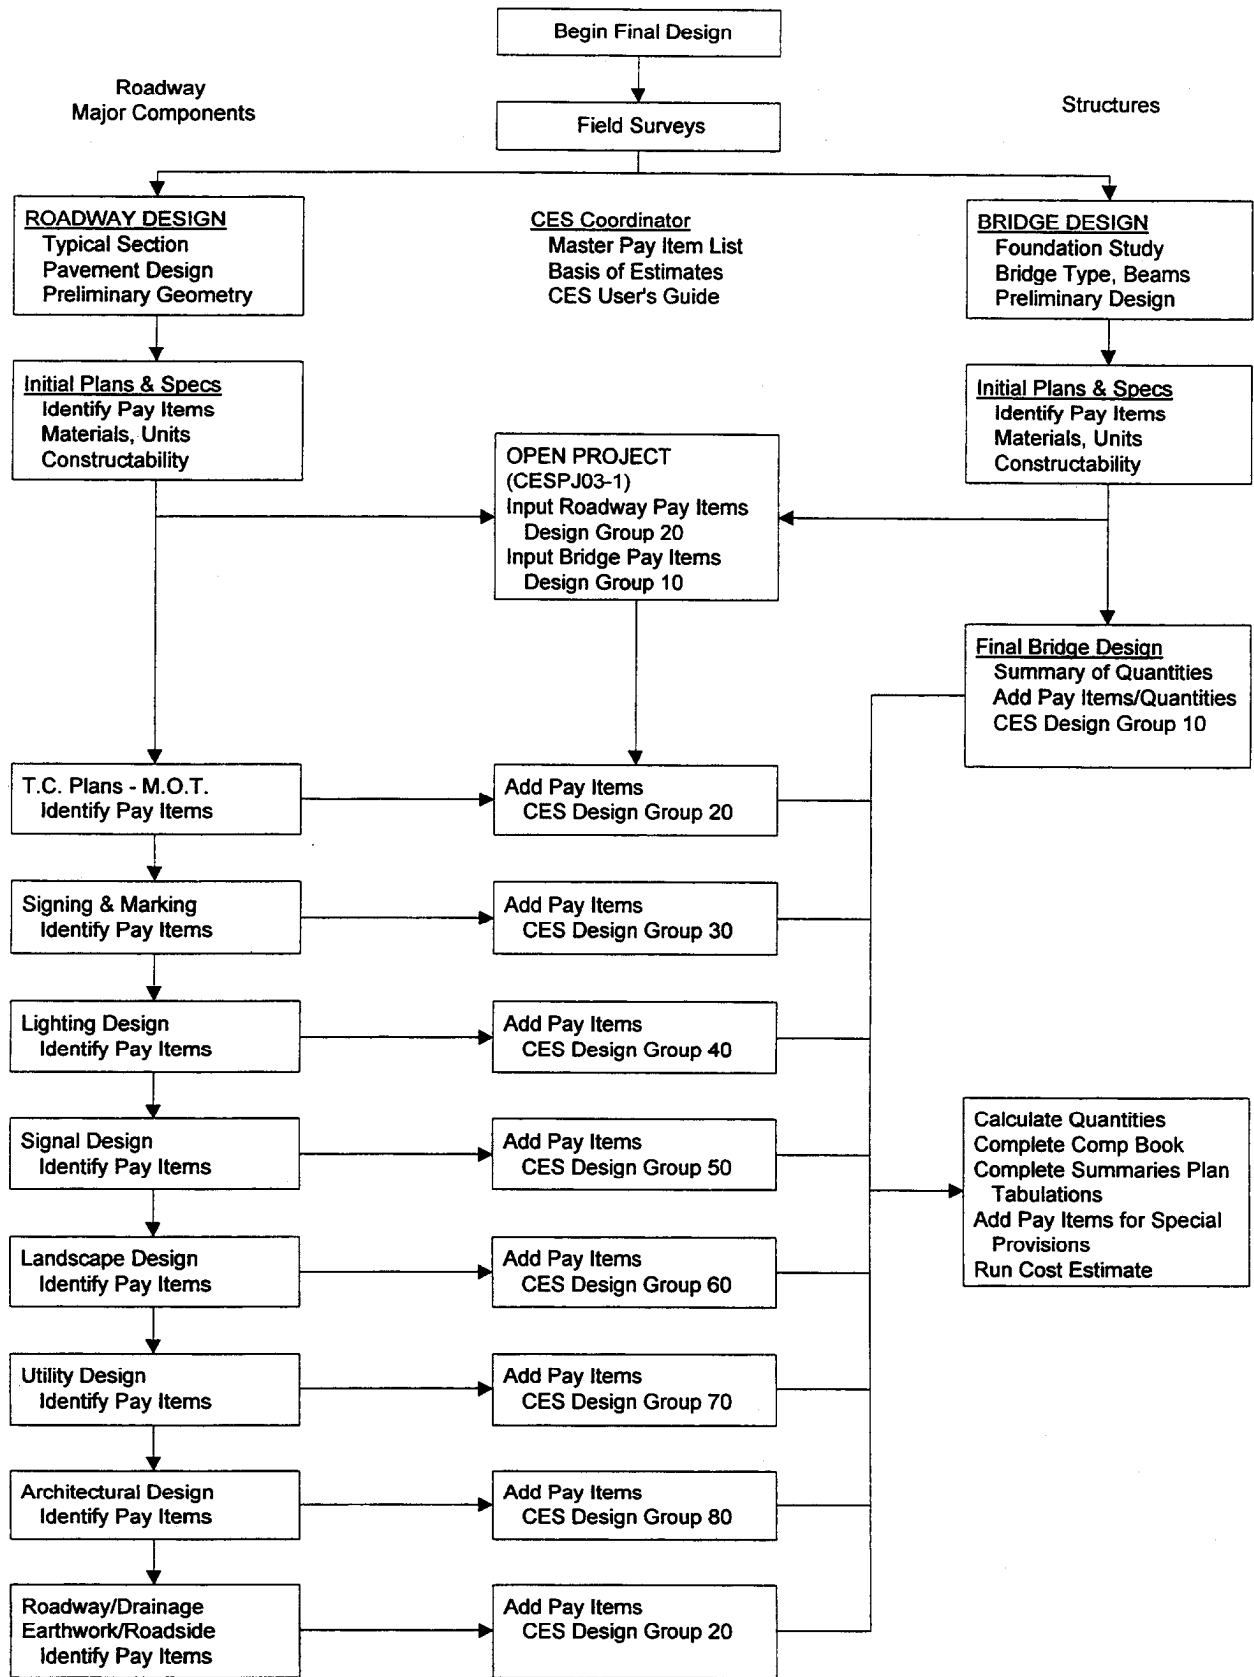 Begin Final Design
Roadway
Major Components
Structures
Field Surveys
ROADWAY DESIGN
Typical Section
Pavement Design
Preliminary Geometry
CES Coordinator
Master Pay Item List
Basis of Estimates
CES User's Guide
BRIDGE DESIGN
Foundation Study
Bridge Type, Beams
Preliminary Design
Initial Plans & Specs
Identify Pay Items
Materials, Units
Constructability
Initial Plans & Specs
Identify Pay Items
Materials, Units
Constructability
OPEN PROJECT
(CESPJ03-1)
Input Roadway Pay Items
Design Group 20
Input Bridge Pay Items
Design Group 10
Final Bridge Design
Summary of Quantities
Add Pay Items/Quantities
CES Design Group 10
T.C. Plans - M.O.T.
Identify Pay Items
Add Pay Items
CES Design Group 20
Signing & Marking
Identify Pay Items
Add Pay Items
CES Design Group 30
Lighting Design
Identify Pay Items
Add Pay Items
CES Design Group 40
Signal Design
Identify Pay Items
Add Pay Items
CES Design Group 50
Calculate Quantities
Complete Comp Book
Complete Summaries Plan
Tabulations
Add Pay Items for Special
Provisions
Run Cost Estimate
Landscape Design
Identify Pay Items
Add Pay Items
CES Design Group 60
Utility Design
Identify Pay Items
Add Pay Items
CES Design Group 70
Architectural Design
Identify Pay Items
Add Pay Items
CES Design Group 80
Roadway/Drainage
Earthwork/Roadside
Identify Pay Items
Add Pay Items
CES Design Group 20